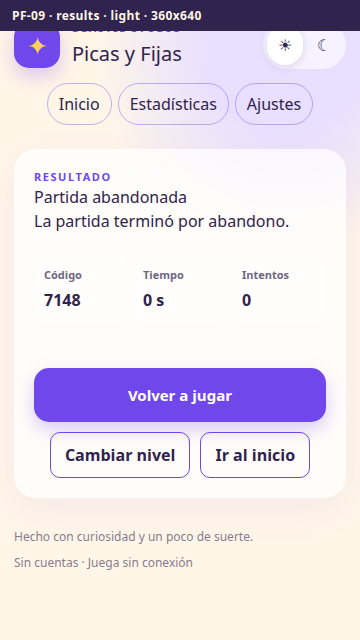 PF-09 · results · light · 360x640
Picas y Fijas
Inicio
Estadísticas
Ajustes
RESULTADO
Partida abandonada
La partida terminó por abandono.
Código
Tiempo
Intentos
7148
0 s
0
Volver a jugar
Cambiar nivel
Ir al inicio
Hecho con curiosidad y un poco de suerte.
Sin cuentas · Juega sin conexión